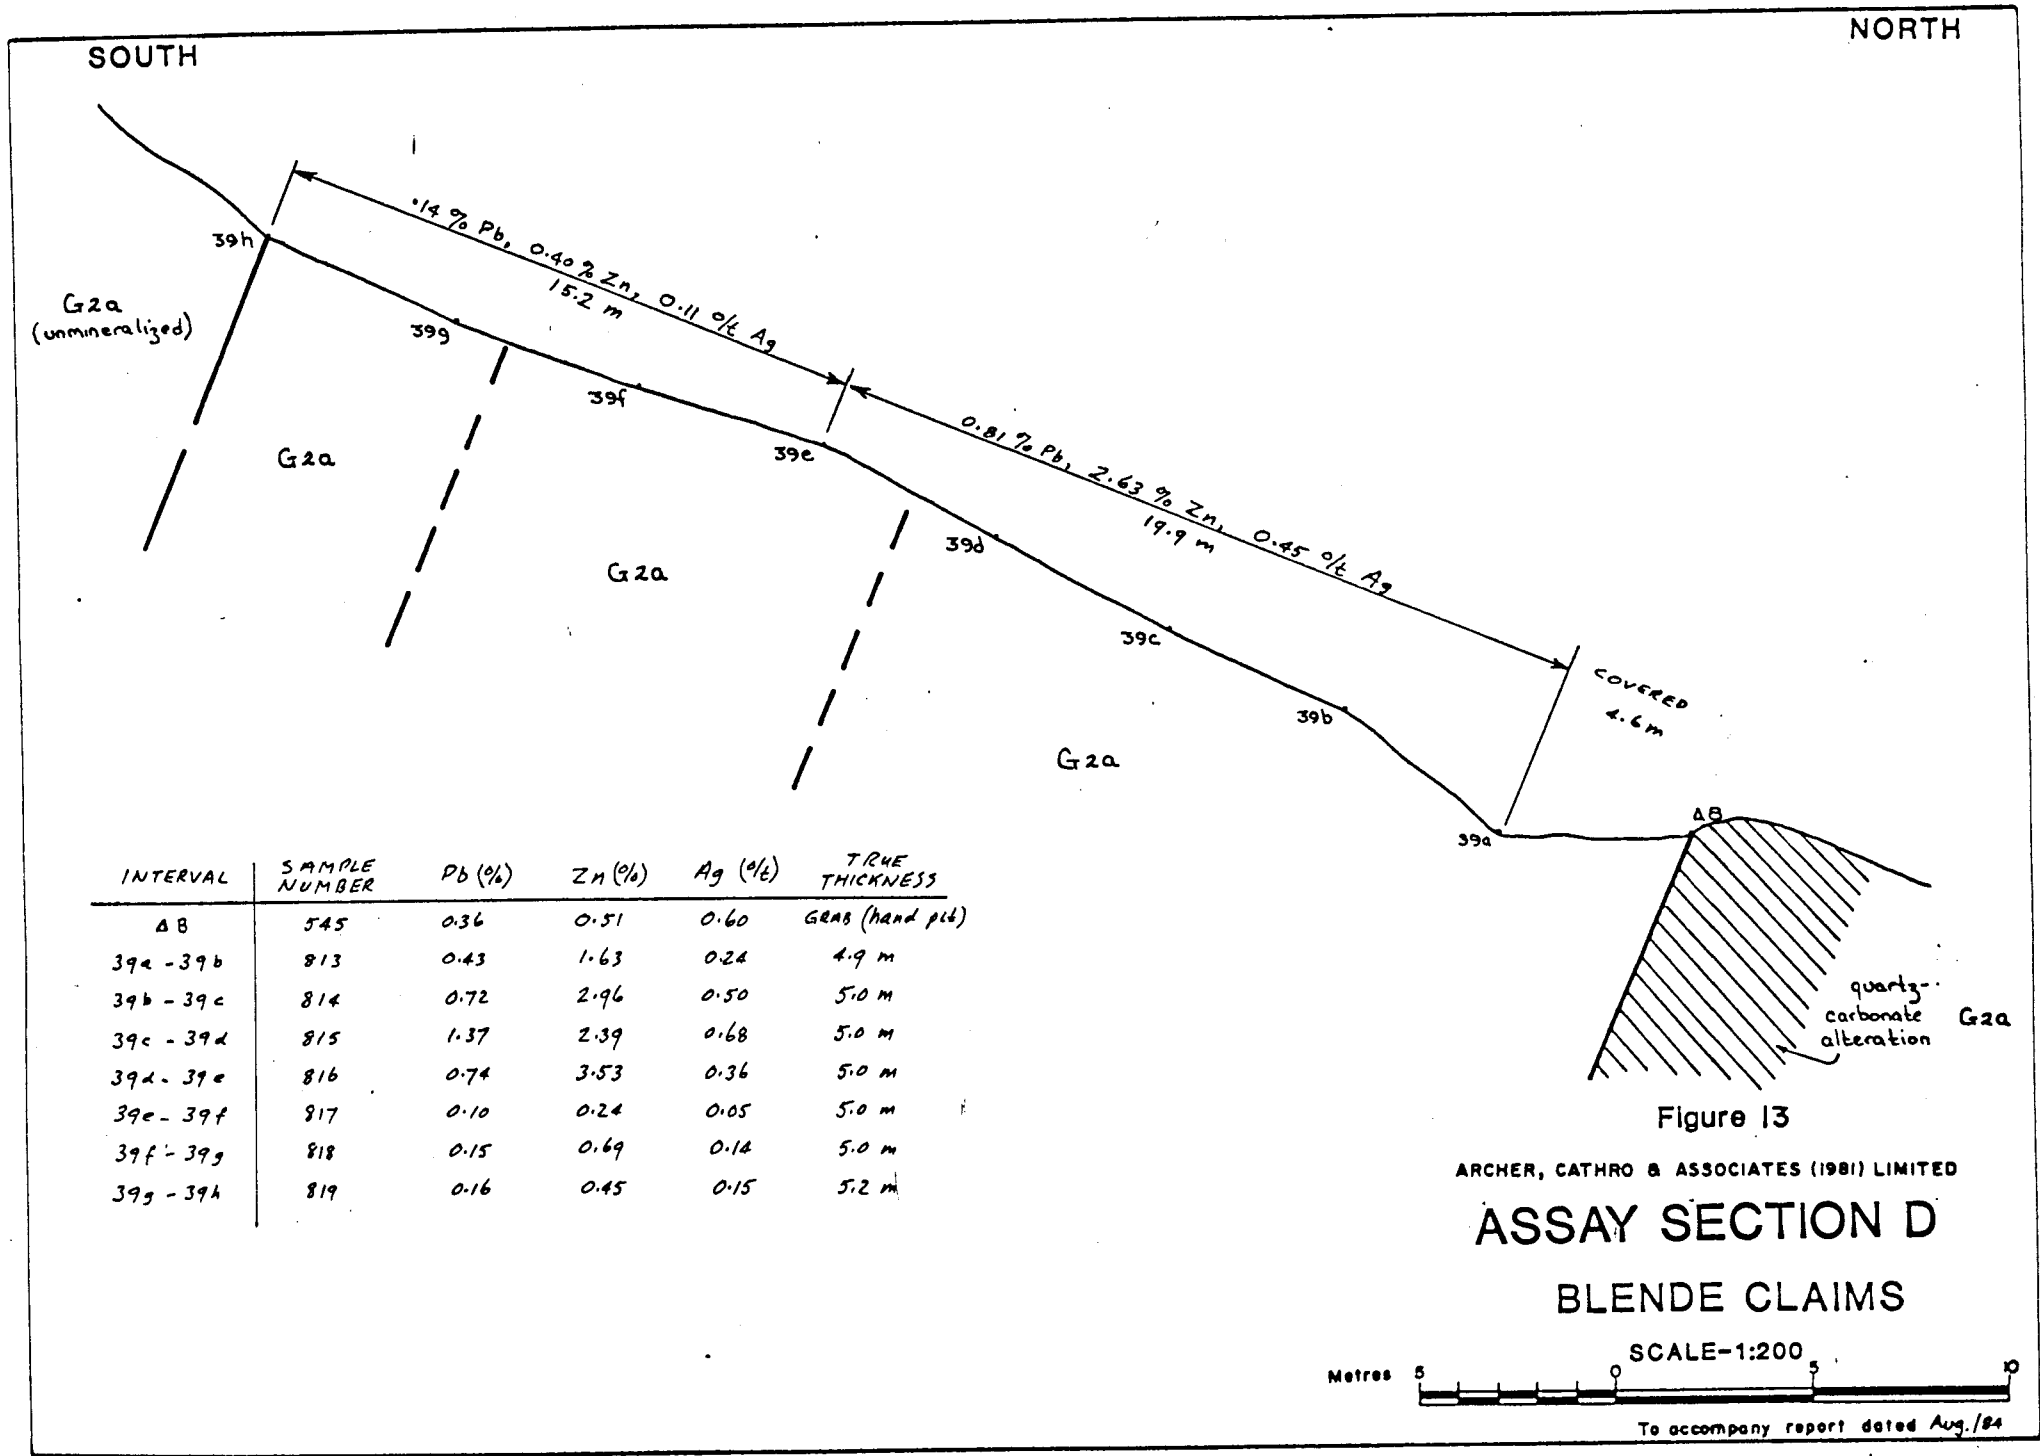 SOUTH
NORTH
.14 % Pb, 0.40 % Zn, 0.11 o/t Ag
15.2 m
39h
G2a
(unmineralized)
39g
39f
39e
0.81 % Pb, 2.63 % Zn, 0.45 o/t Ag
19.9 m
G2a
39d
G2a
39c
COVERED
4.6 m
39b
G2a
ΔB
39a
INTERVAL SAMPLE NUMBER Pb (%) Zn (%) Ag (o/t) TRUE THICKNESS
ΔB 545 0.36 0.51 0.60 GRAB (hand pit)
39a - 39b 813 0.43 1.63 0.24 4.9 m
39b - 39c 814 0.72 2.96 0.50 5.0 m
39c - 39d 815 1.37 2.39 0.68 5.0 m
39d - 39e 816 0.74 3.53 0.36 5.0 m
39e - 39f 817 0.10 0.24 0.05 5.0 m
39f - 39g 818 0.15 0.69 0.14 5.0 m
39g - 39h 819 0.16 0.45 0.15 5.2 m
quartz-
carbonate
alteration
G2a
Figure 13
ARCHER, CATHRO & ASSOCIATES (1981) LIMITED
ASSAY SECTION D
BLENDE CLAIMS
SCALE-1:200
Metres 5 0 5 10
To accompany report dated Aug./84